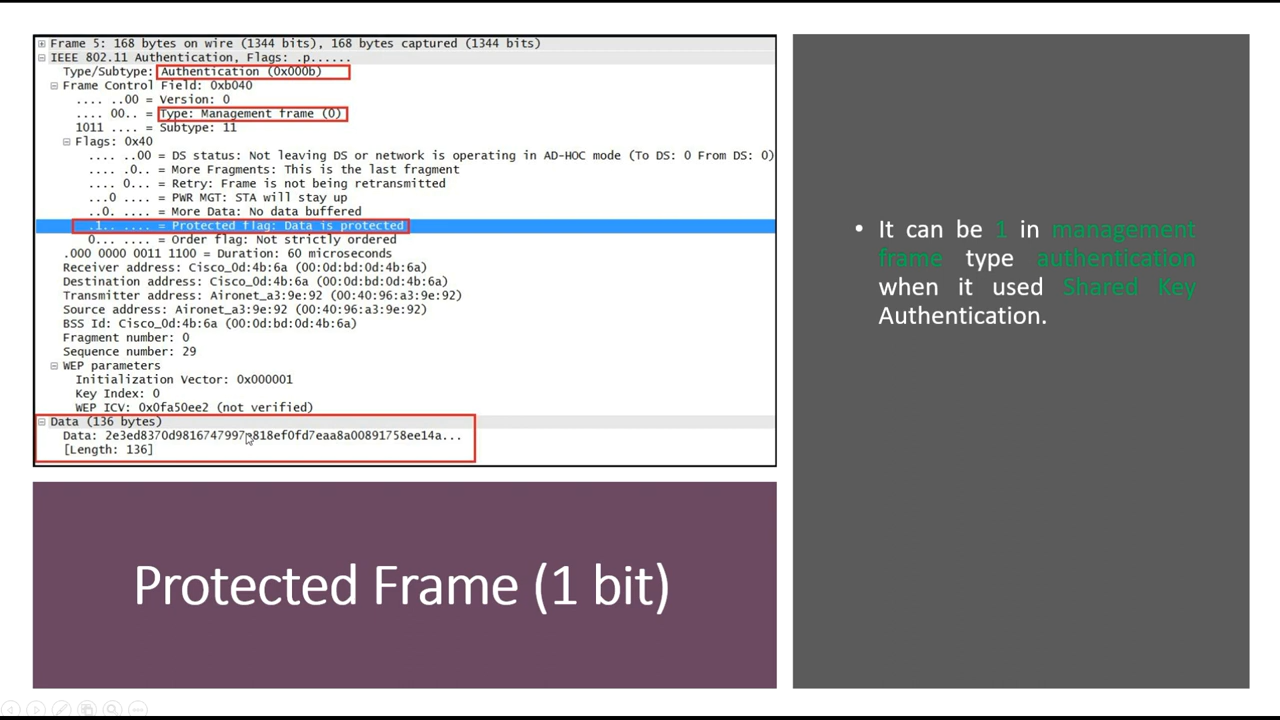 Frame 5: 168 bytes on wire (1344 bits), 168 bytes captured (1344 bits)
IEEE 802.11 Authentication, Flags: .p......
Type/Subtype: Authentication (0x000b)
Frame Control Field: 0xb040
.... ..00 = Version: 0
.... 00.. = Type: Management frame (0)
1011 .... = Subtype: 11
Flags: 0x40
.... ..00 = DS status: Not leaving DS or network is operating in AD-HOC mode (To DS: 0 From DS: 0)
.... .0.. = More Fragments: This is the last fragment
.... 0... = Retry: Frame is not being retransmitted
...0 .... = PWR MGT: STA will stay up
..0. .... = More Data: No data buffered
.1.. .... = Protected flag: Data is protected
0... .... = Order flag: Not strictly ordered
.000 0000 0011 1100 = Duration: 60 microseconds
Receiver address: Cisco_0d:4b:6a (00:0d:bd:0d:4b:6a)
Destination address: Cisco_0d:4b:6a (00:0d:bd:0d:4b:6a)
Transmitter address: Aironet_a3:9e:92 (00:40:96:a3:9e:92)
Source address: Aironet_a3:9e:92 (00:40:96:a3:9e:92)
BSS Id: Cisco_0d:4b:6a (00:0d:bd:0d:4b:6a)
Fragment number: 0
Sequence number: 29
WEP parameters
Initialization Vector: 0x000001
Key Index: 0
WEP ICV: 0x0fa50ee2 (not verified)
Data (136 bytes)
Data:
[Length: 136]
Protected Frame (1 bit)
• It can be 1 in management
frame type authentication
when it used Shared Key
Authentication.